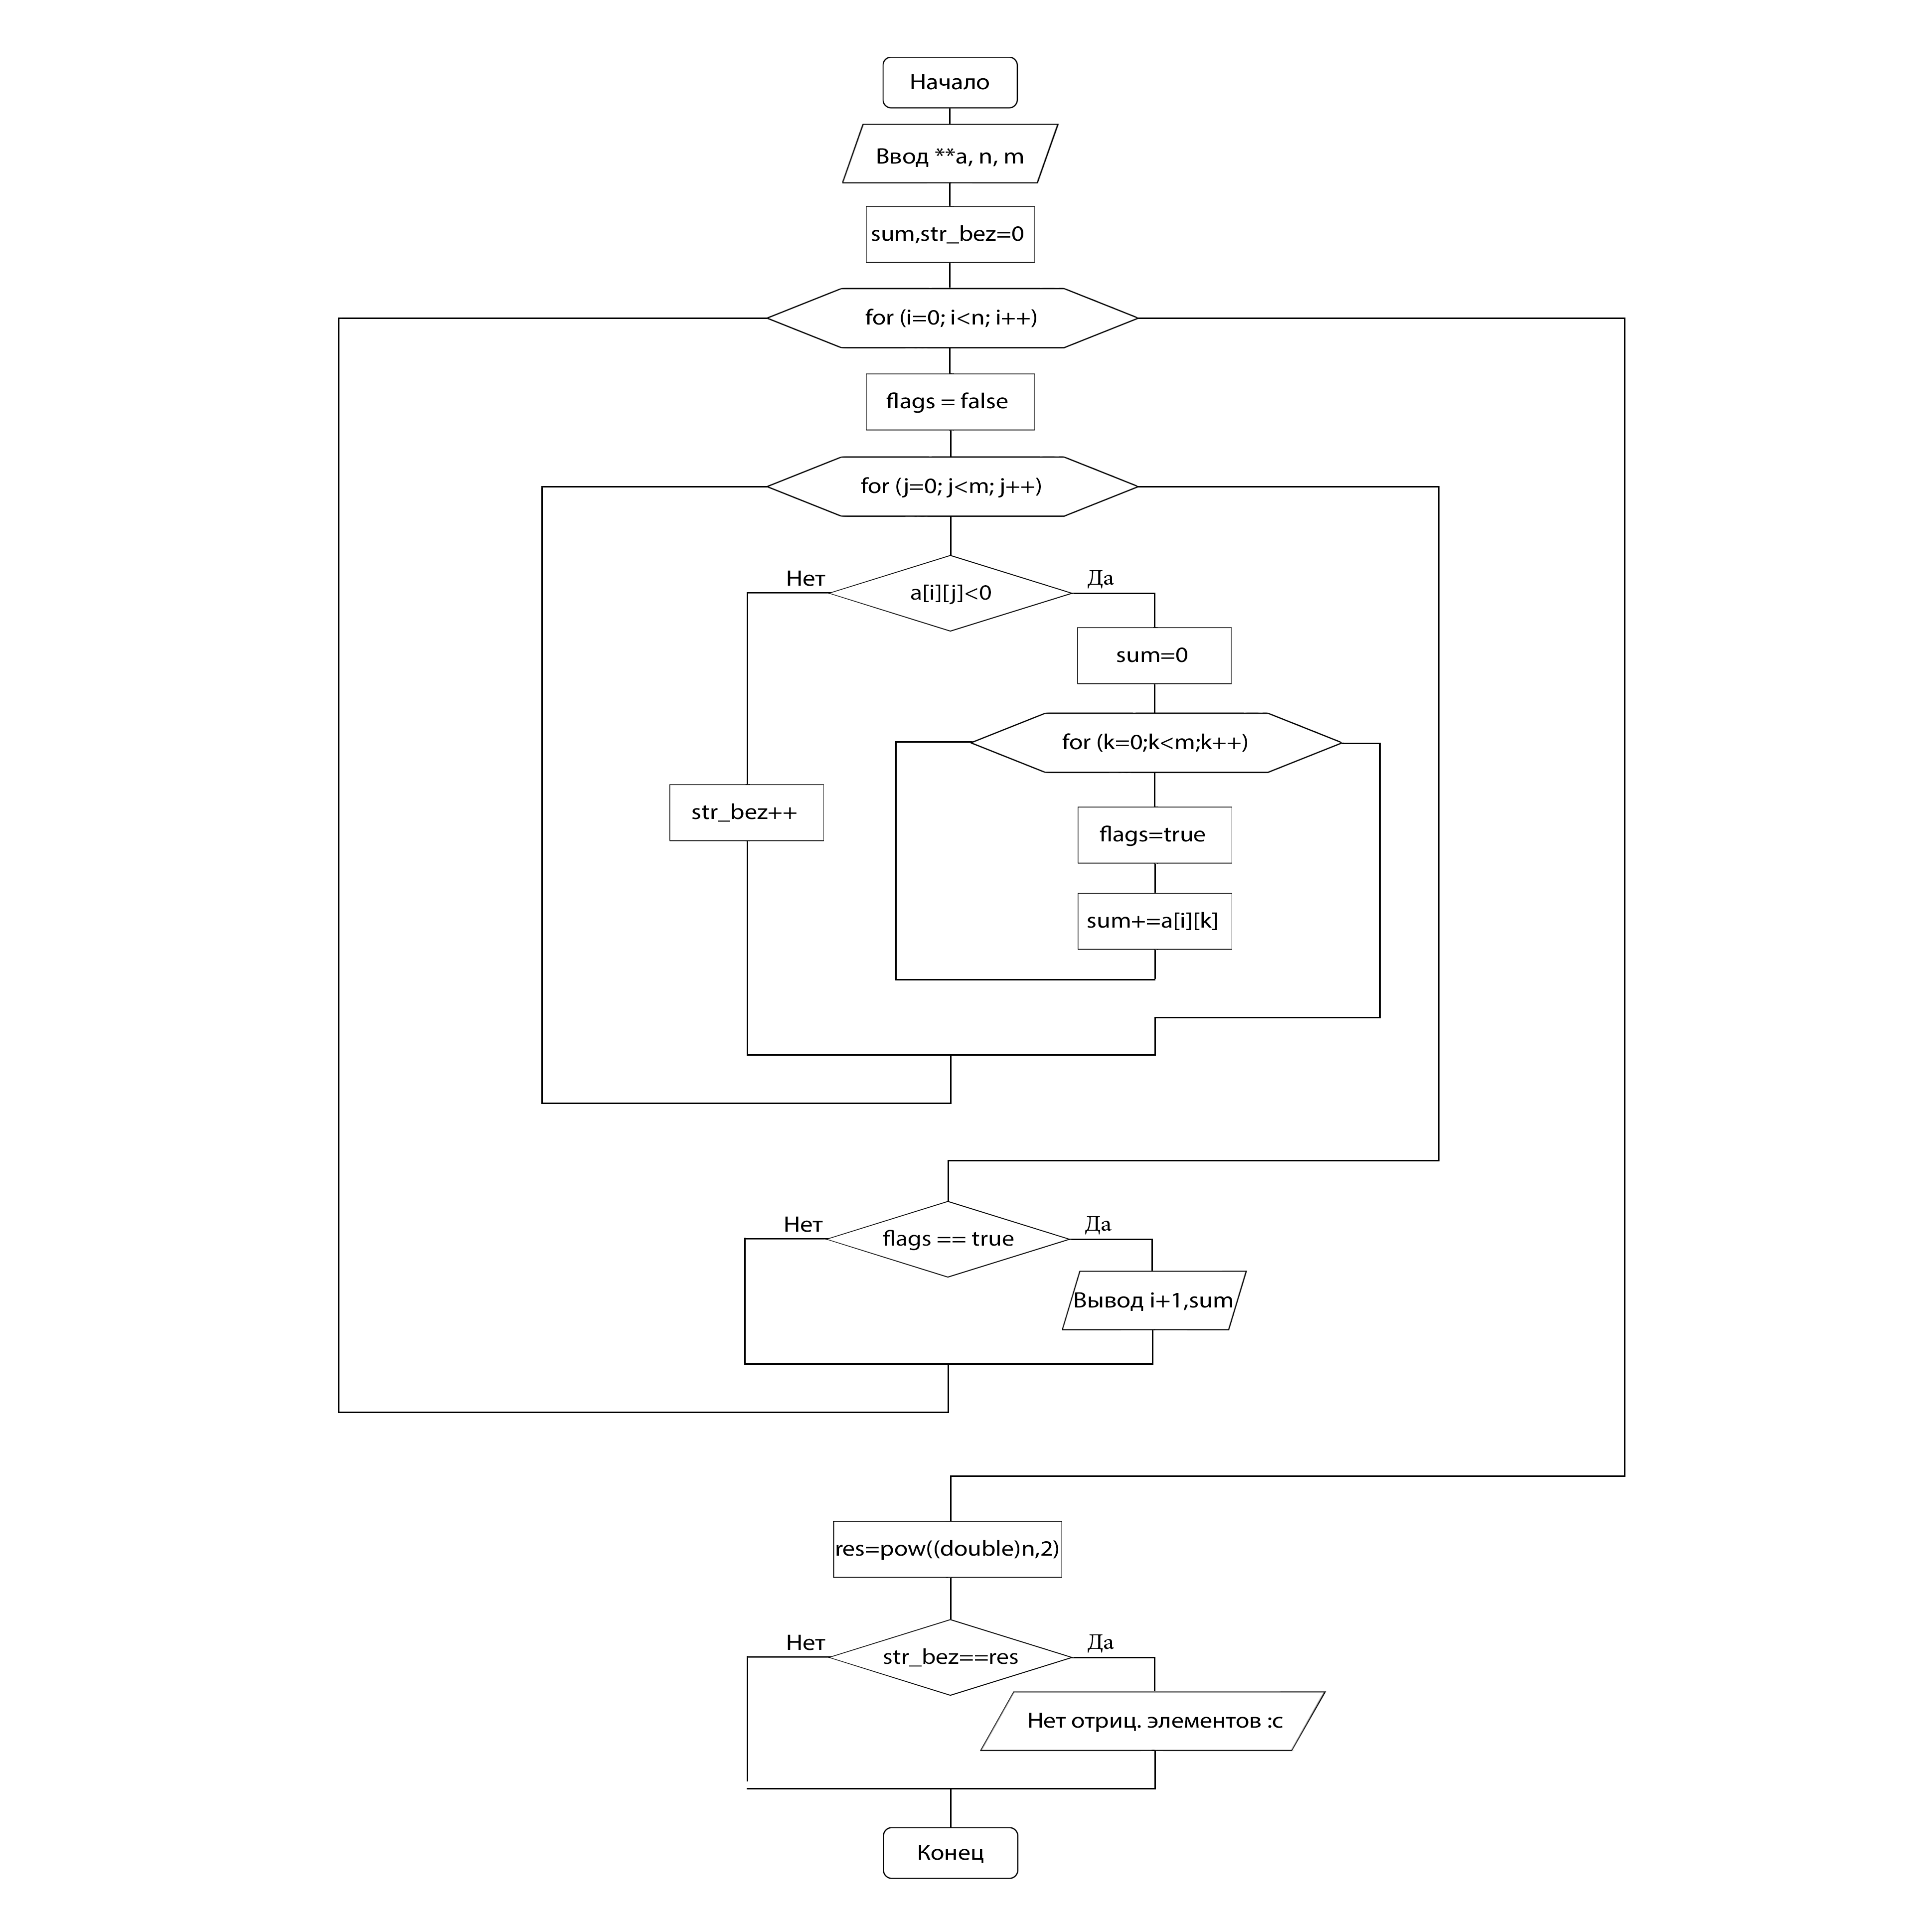 Начало
Ввод **a, n, m
sum,str_bez=0
for (i=0; i<n; i++)
flags = false
for (j=0; j<m; j++)
Нет
a[i][j]<0
Да
sum=0
for (k=0;k<m;k++)
str_bez++
flags=true
sum+=a[i][k]
Нет
flags == true
Да
Вывод i+1,sum
res=pow((double)n,2)
Нет
str_bez==res
Да
Нет отриц. элементов :с
Конец